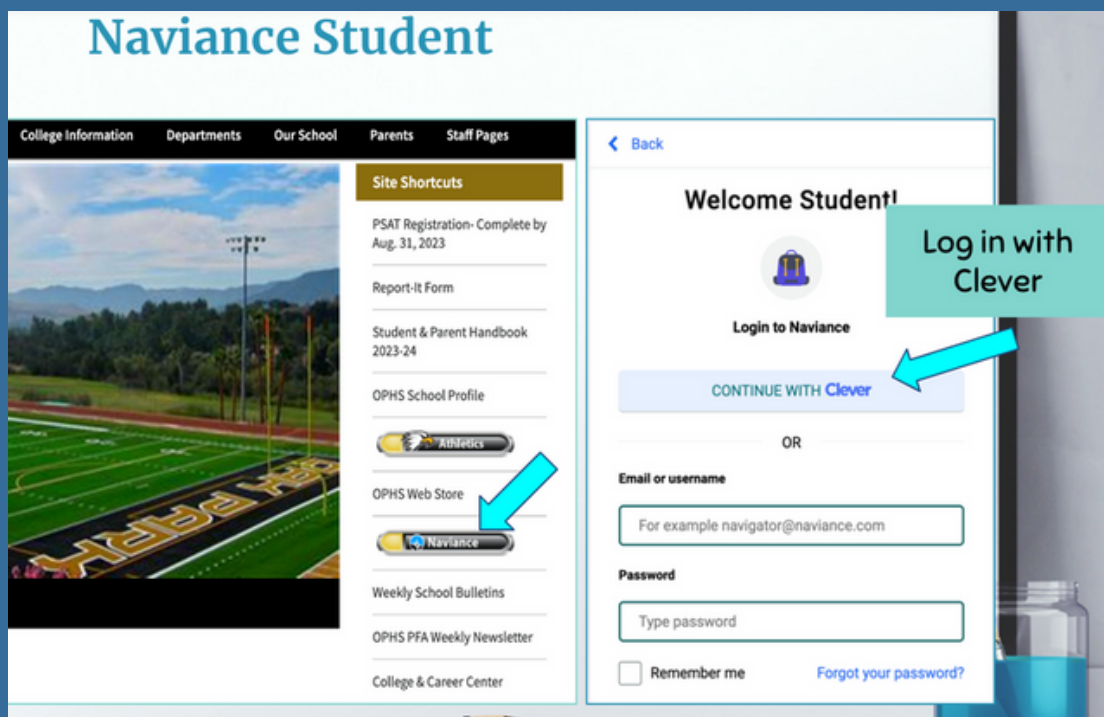 Naviance Student
College Information Departments Our School Parents Staff Pages
Site Shortcuts
PSAT Registration- Complete by
Aug. 31, 2023
Report-It Form
Student & Parent Handbook
2023-24
OPHS School Profile
Athletics
OPHS Web Store
Naviance
Weekly School Bulletins
OPHS PFA Weekly Newsletter
College & Career Center
PARK
Back
Welcome Student!
Log in with
Clever
Login to Naviance
CONTINUE WITH Clever
OR
Email or username
For example navigator@naviance.com
Password
Type password
Remember me Forgot your password?